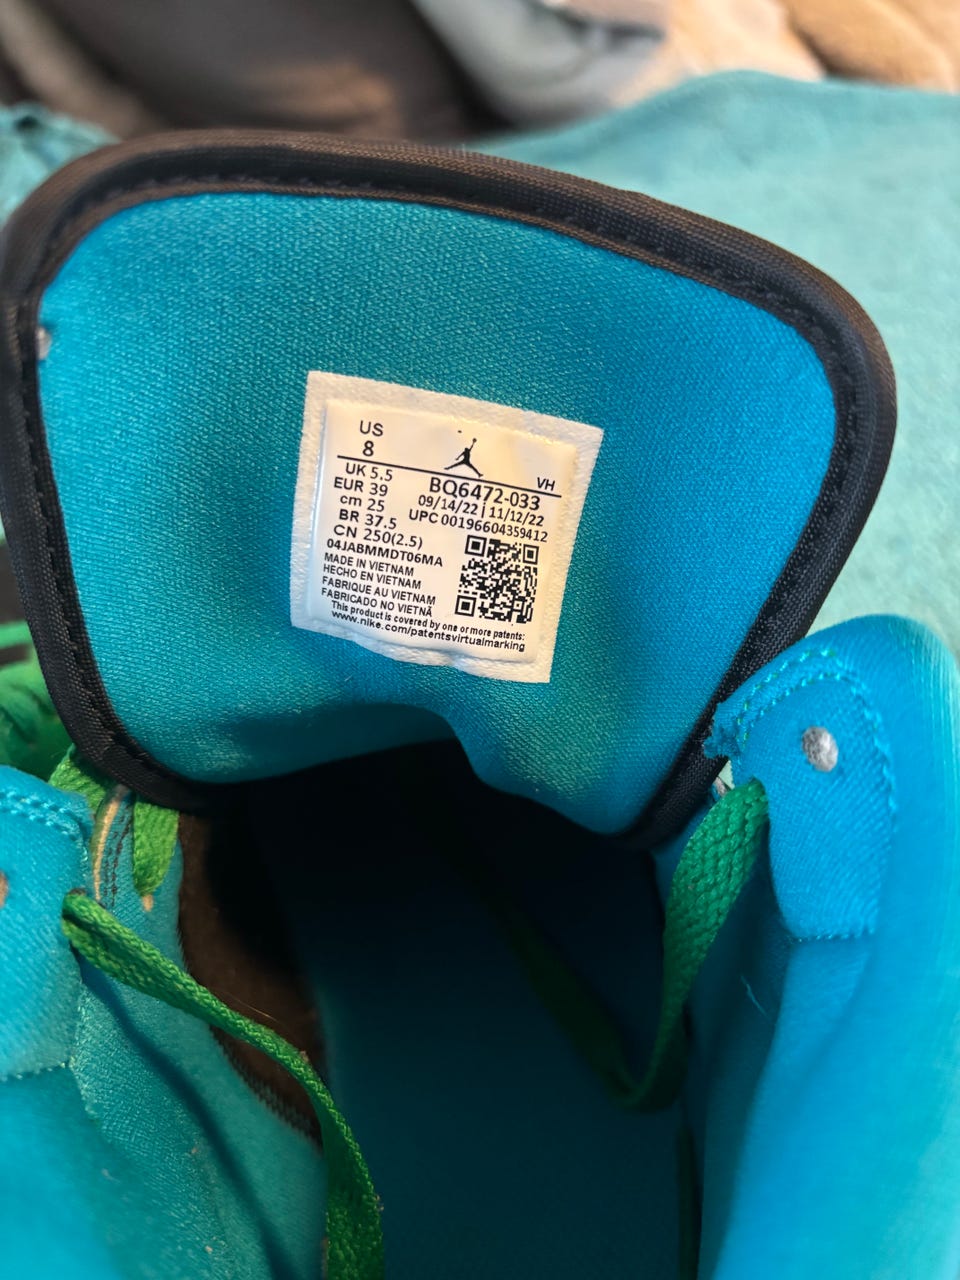 US
8
VH
UK 5.5
EUR 39
cm 25
BR 37.5
CN 250(2.5)
BQ6472-033
09/14/22 | 11/12/22
UPC 00196604359412
04JABMMDT06MA
MADE IN VIETNAM
HECHO EN VIETNAM
FABRIQUE AU VIETNAM
FABRICADO NO VIETNÃ
This product is covered by one or more patents:
www.nike.com/patentsvirtualmarking